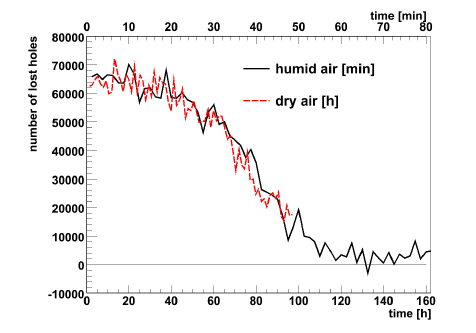 time [min]
0 10 20 30 40 50 60 70 80
number of lost holes
80000
70000
60000
50000
40000
30000
20000
10000
0
-10000
humid air [min]
dry air [h]
0 20 40 60 80 100 120 140 160
time [h]